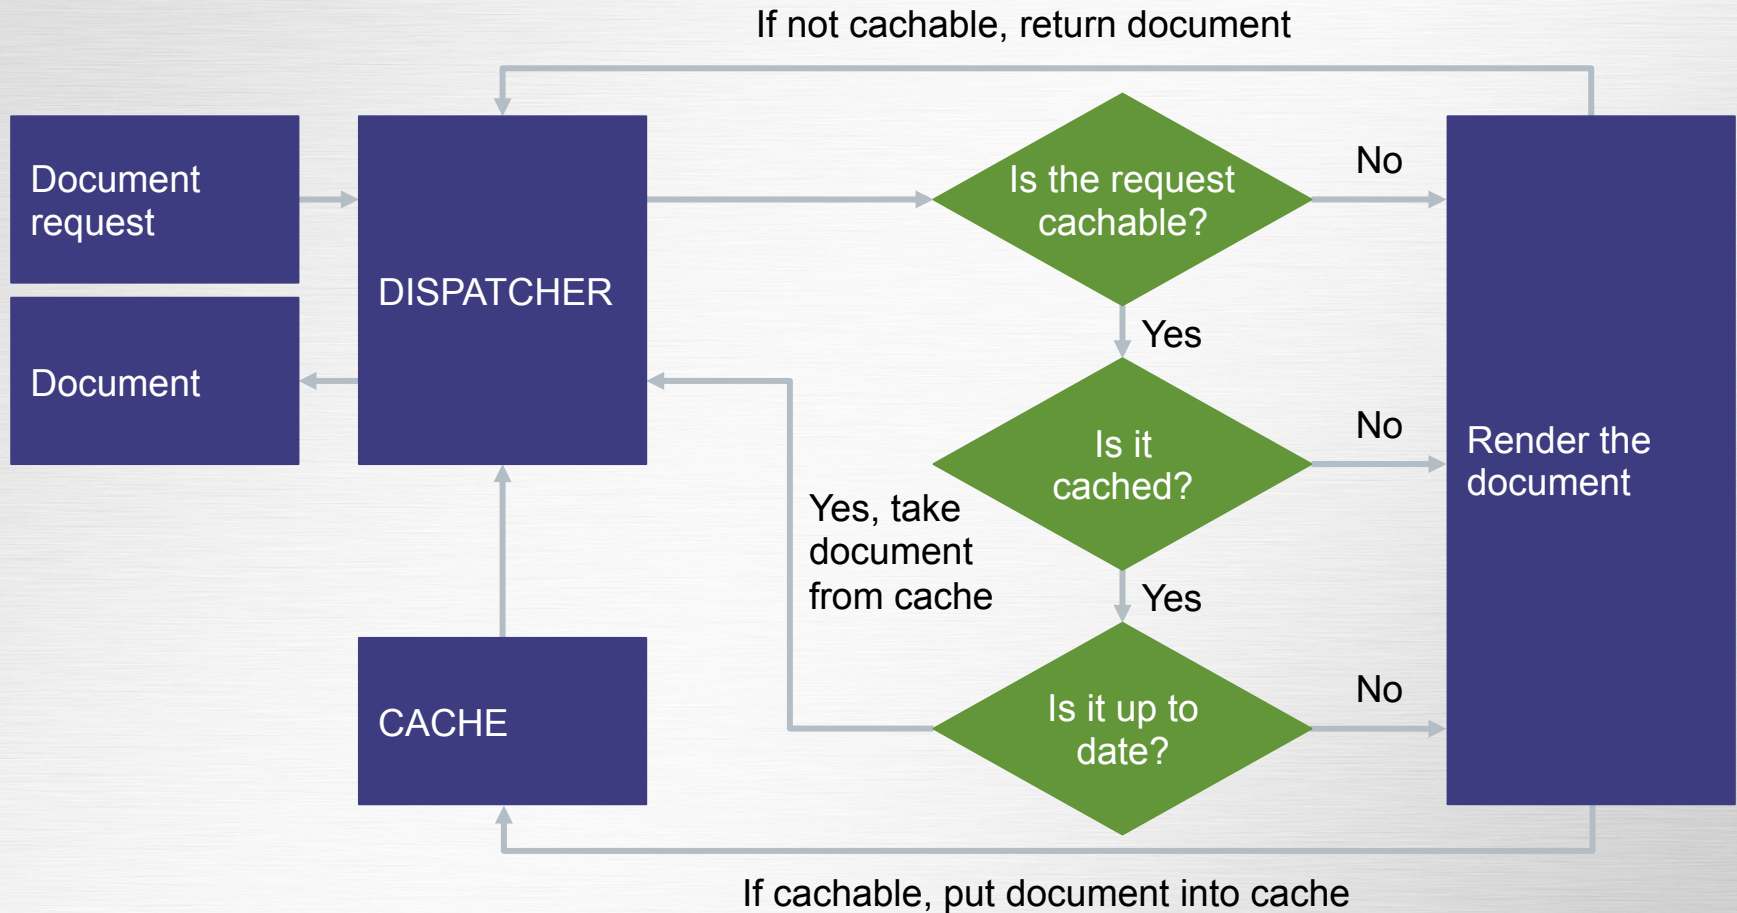 If not cachable, return document
Document
request
DISPATCHER
Is the request
cachable?
No
Yes
Document
Is it
cached?
No
Render the
document
Yes, take
document
from cache
Yes
CACHE
Is it up to
date?
No
If cachable, put document into cache